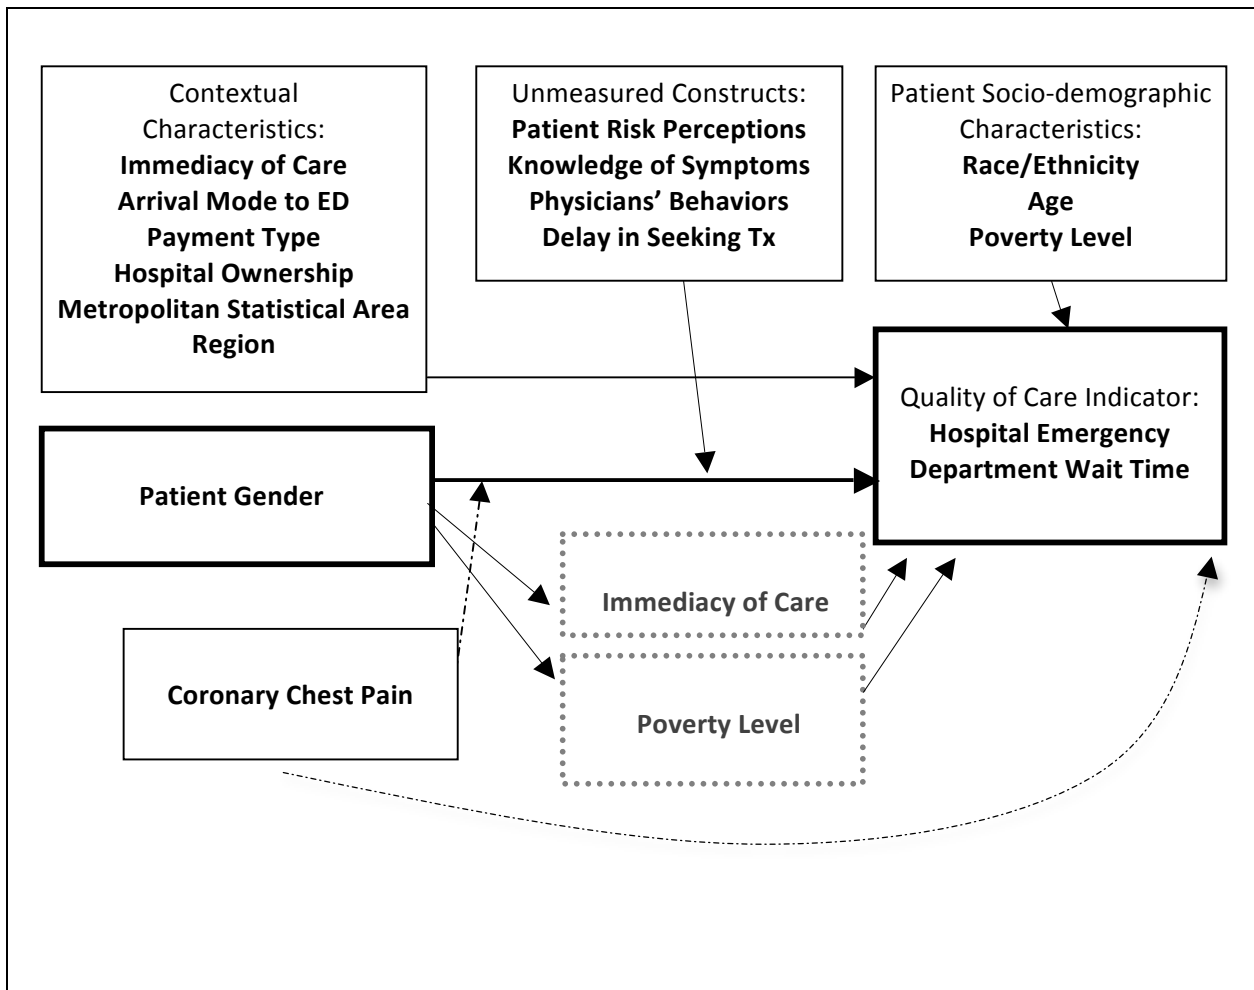 Contextual
Characteristics:
Immediacy of Care
Arrival Mode to ED
Payment Type
Hospital Ownership
Metropolitan Statistical Area
Region
Unmeasured Constructs:
Patient Risk Perceptions
Knowledge of Symptoms
Physicians’ Behaviors
Delay in Seeking Tx
Patient Socio-demographic
Characteristics:
Race/Ethnicity
Age
Poverty Level
Quality of Care Indicator:
Hospital Emergency
Department Wait Time
Patient Gender
Immediacy of Care
Coronary Chest Pain
Poverty Level